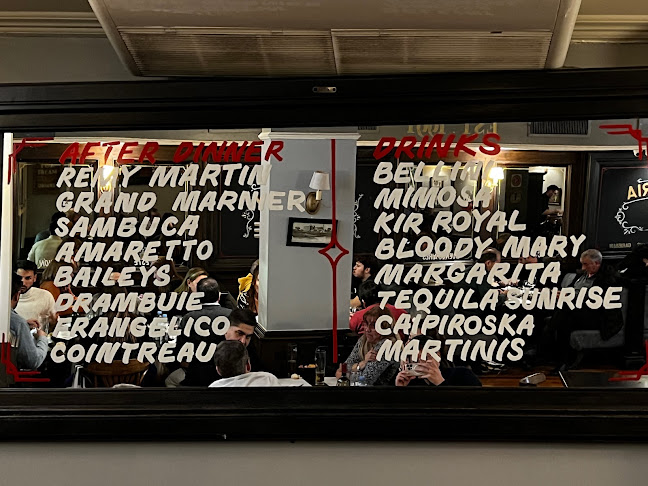 AFTER DINNER
REMY MARTIN
GRAND MARNIER
SAMBUCA
AMARETTO
BAILEYS
DRAMBUIE
FRANGELICO
COINTREAU
DRINKS
BELLINI
MIMOSA
KIR ROYAL
BLOODY MARY
MARGARITA
TEQUILA SUNRISE
CAIPIROSKA
MARTINIS